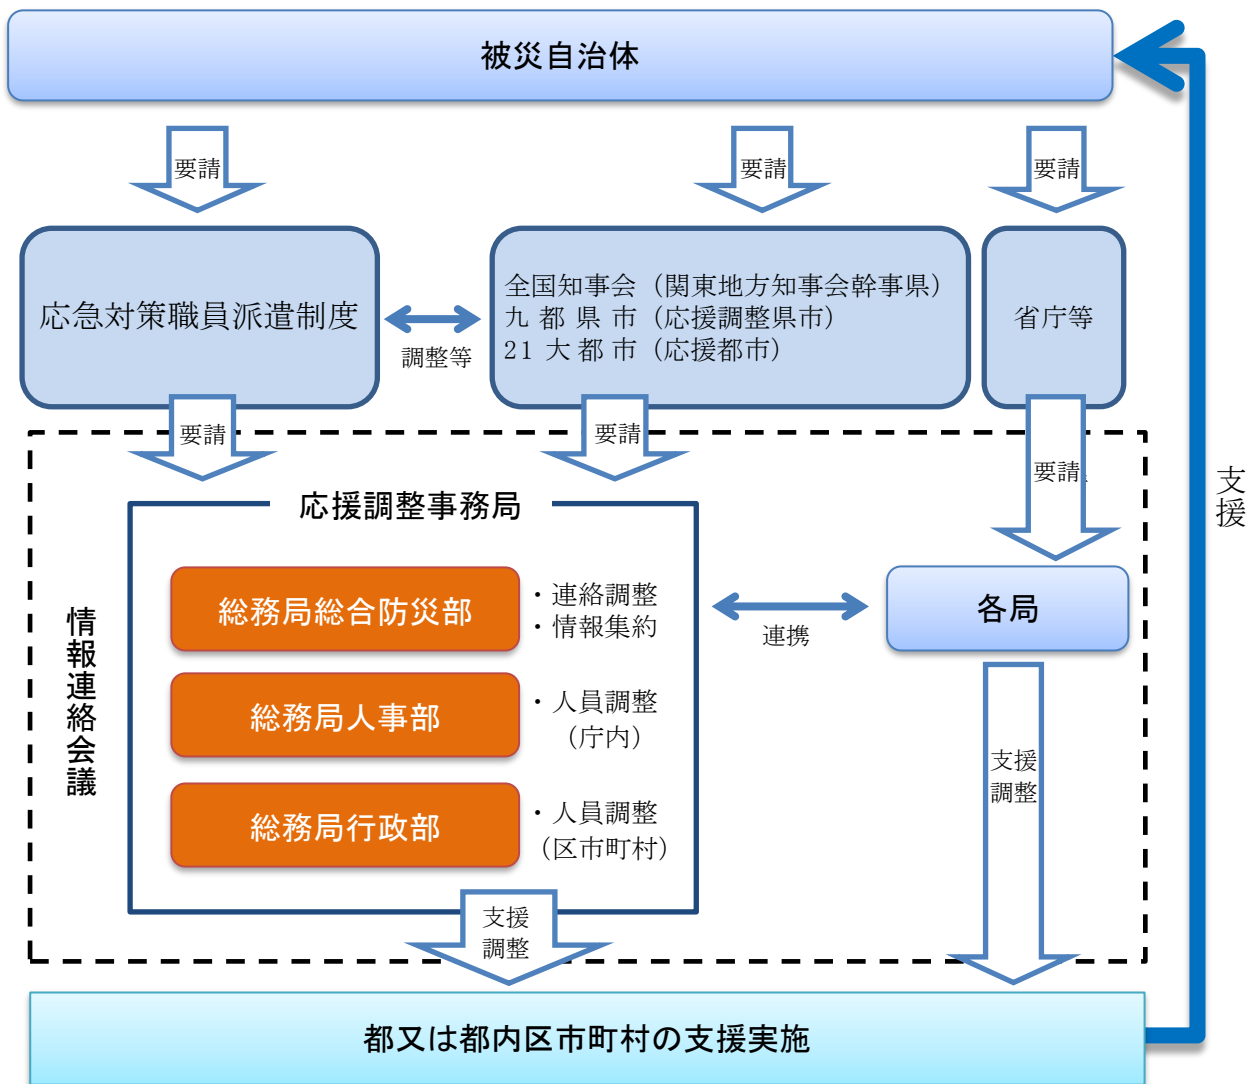 被災自治体
要請
要請
要請
応急対策職員派遣制度
調整等
全国知事会（関東地方知事会幹事県）
九都県市（応援調整県市）
21大都市（応援都市）
省庁等
要請
要請
要請
支援
情報連絡会議
応援調整事務局
総務局総合防災部
・連絡調整
・情報集約
総務局人事部
・人員調整
（庁内）
総務局行政部
・人員調整
（区市町村）
連携
各局
支援
調整
支援
調整
都又は都内区市町村の支援実施